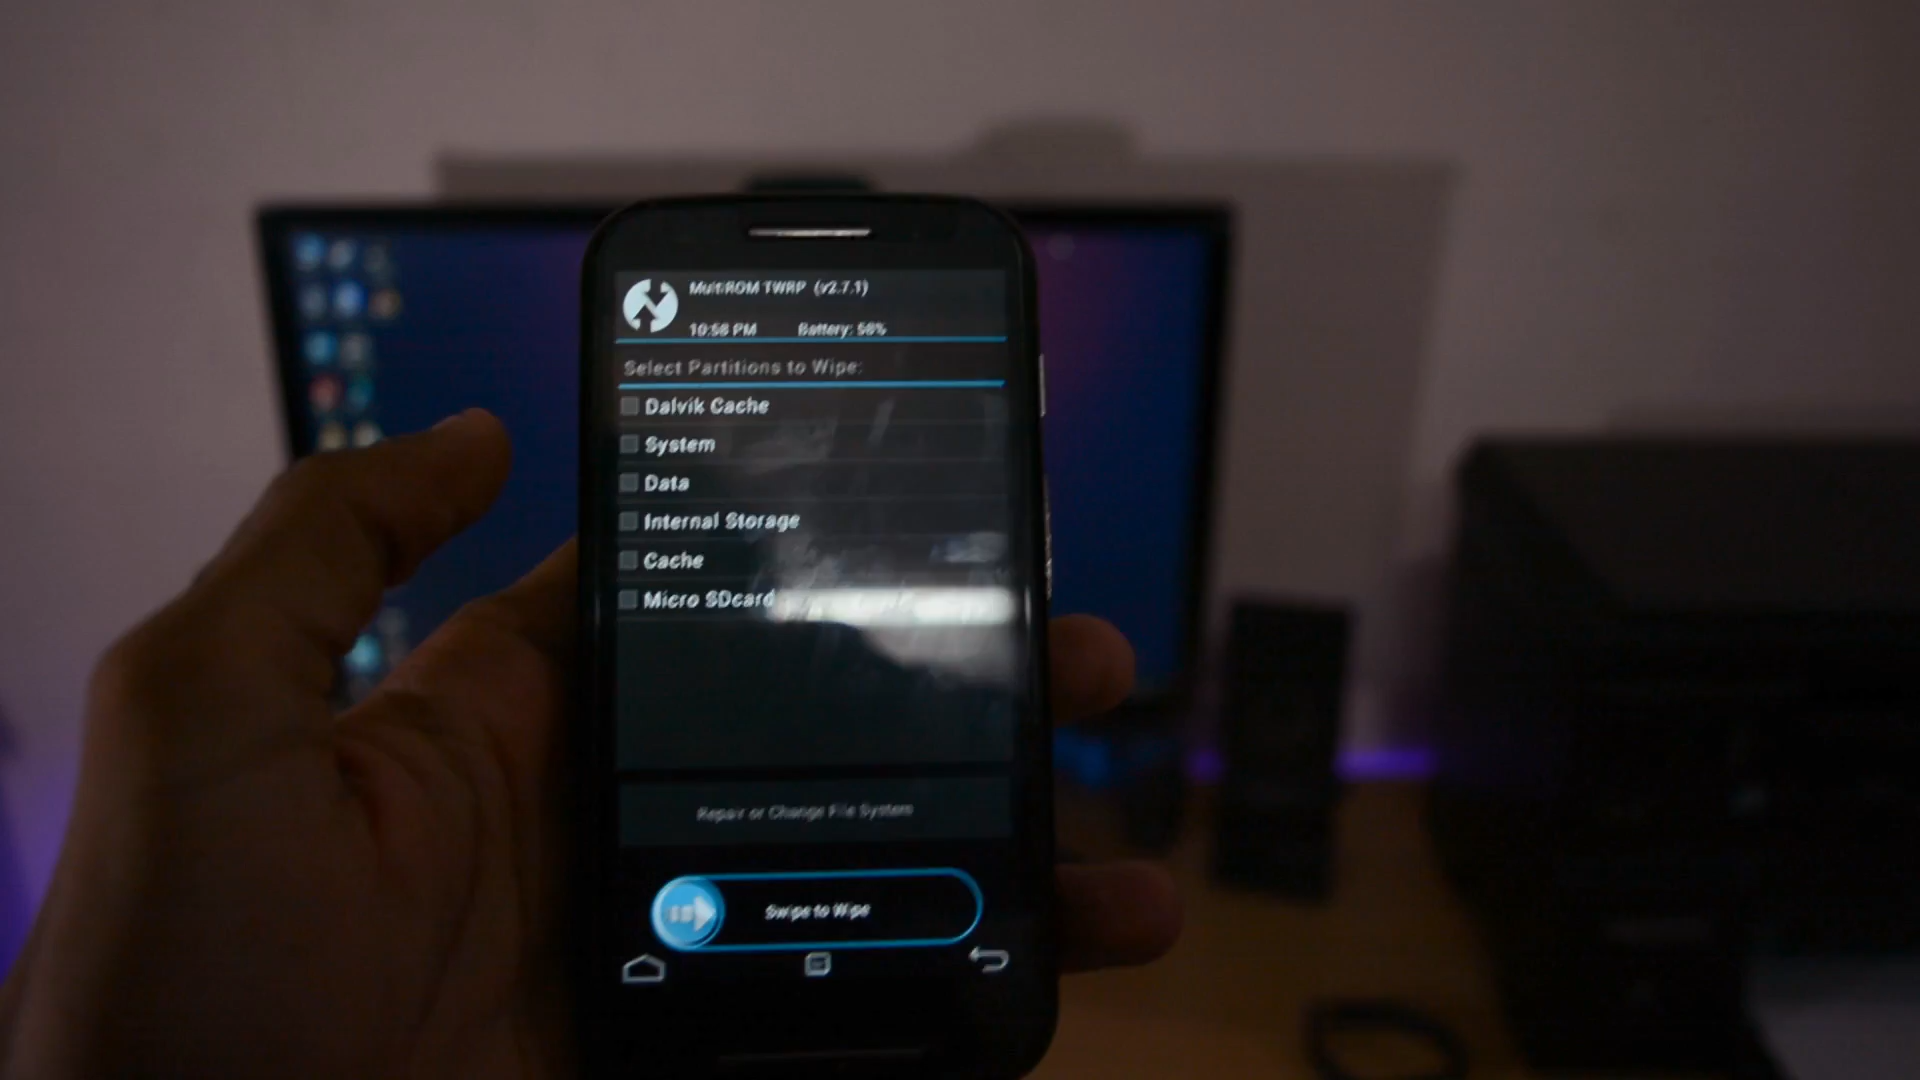 MultiROM TWRP (v2.7.1)
10:58 PM Battery: 58%
Select Partitions to Wipe:
Dalvik Cache
System
Data
Internal Storage
Cache
Micro SDcard
Repair or Change File System
Swipe to Wipe